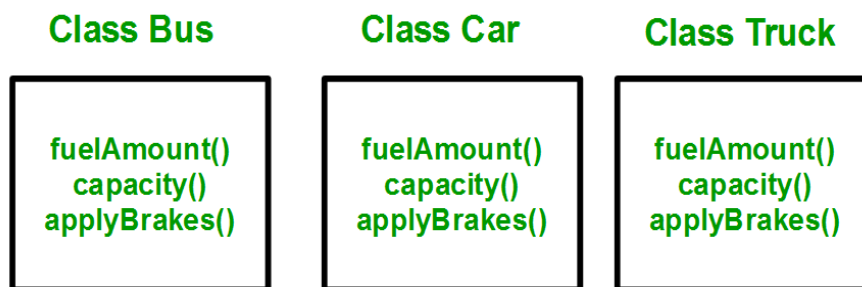 Class Bus
fuelAmount()
capacity()
applyBrakes()
Class Car
fuelAmount()
capacity()
applyBrakes()
Class Truck
fuelAmount()
capacity()
applyBrakes()